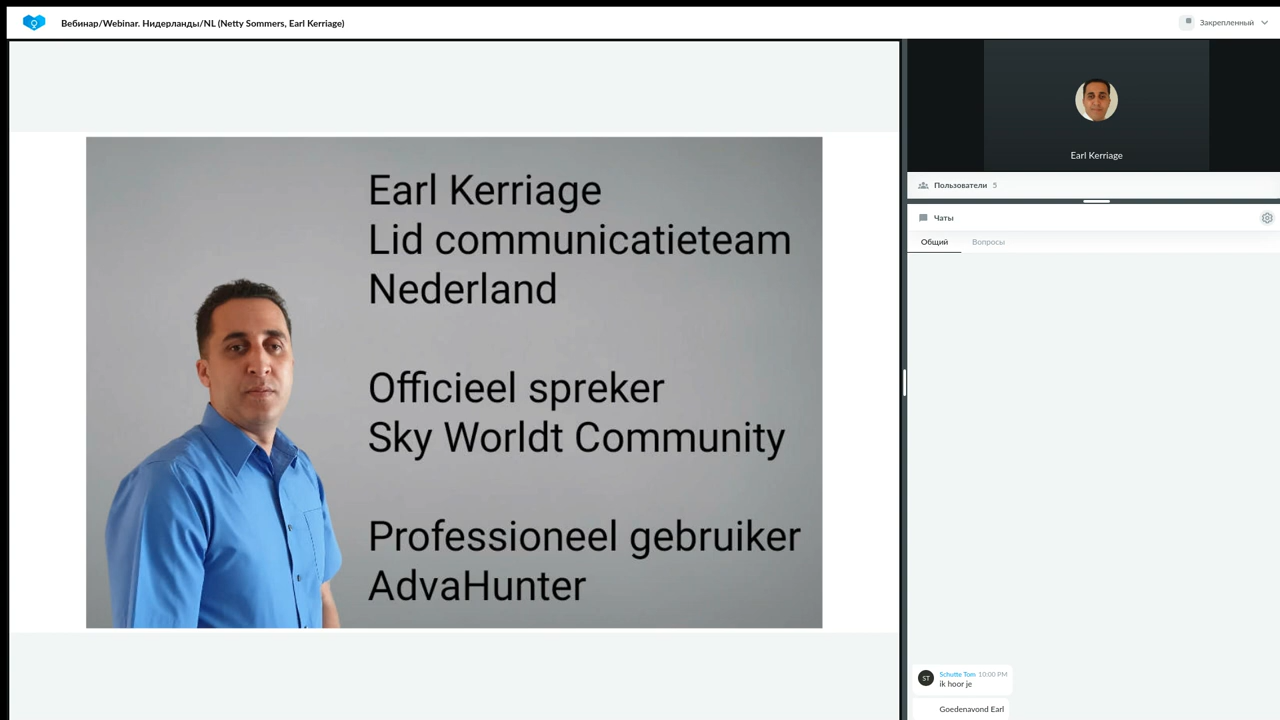 Вебинар/Webinar. Нидерланды/NL (Netty Sommers, Earl Kerriage)
Закрепленный
Earl Kerriage
Lid communicatieteam
Nederland
Officieel spreker
Sky Worldt Community
Professioneel gebruiker
AdvaHunter
Earl Kerriage
Пользователи 5
Чаты
Общий Вопросы
ST Schutte Tom 10:00 PM
ik hoor je
Goedenavond Earl